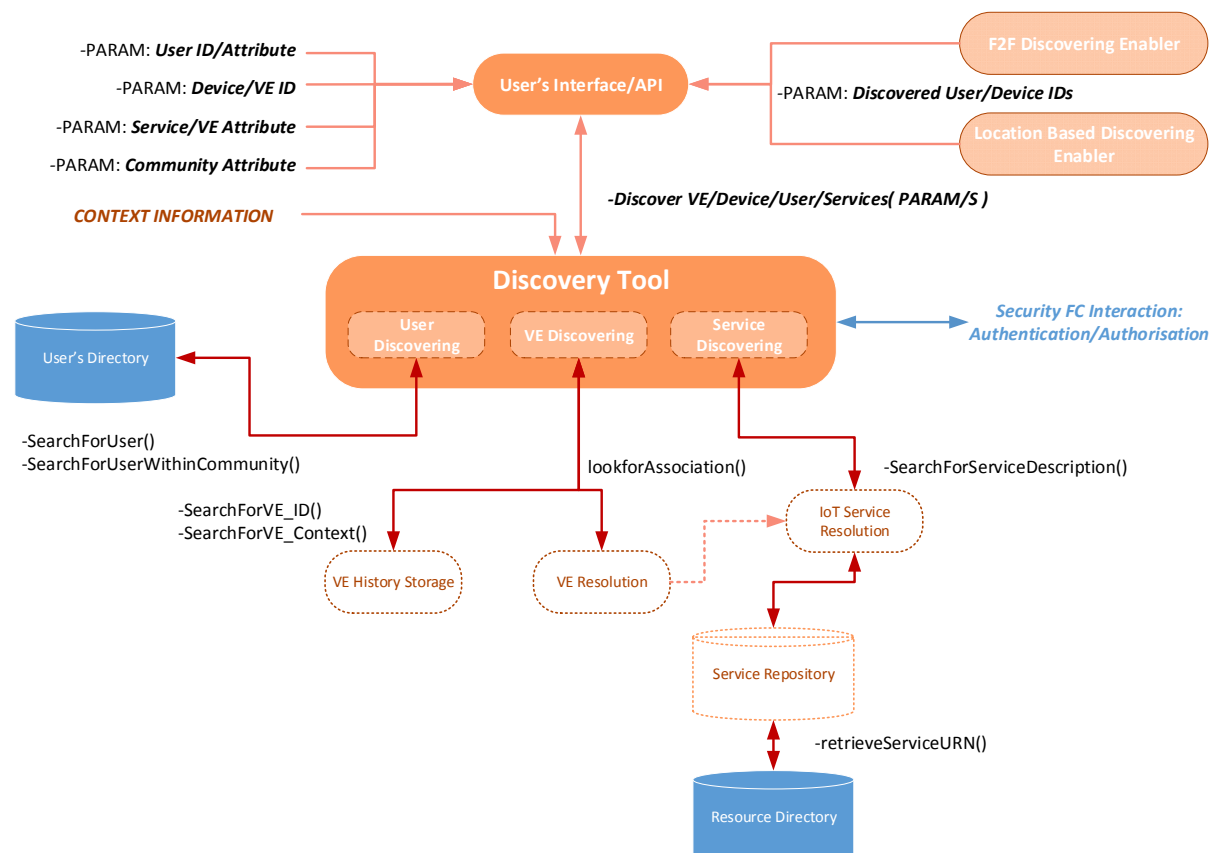 -PARAM: User ID/Attribute
-PARAM: Device/VE ID
-PARAM: Service/VE Attribute
-PARAM: Community Attribute
User's Interface/API
F2F Discovering Enabler
-PARAM: Discovered User/Device IDs
Location Based Discovering
Enabler
-Discover VE/Device/User/Services( PARAM/S )
CONTEXT INFORMATION
Discovery Tool
User
Discovering
VE Discovering
Service
Discovering
Security FC Interaction:
Authentication/Authorisation
User's Directory
-SearchForUser()
-SearchForUserWithinCommunity()
lookforAssociation()
-SearchForServiceDescription()
-SearchForVE_ID()
-SearchForVE_Context()
IoT Service
Resolution
VE History Storage
VE Resolution
Service Repository
-retrieveServiceURN()
Resource Directory